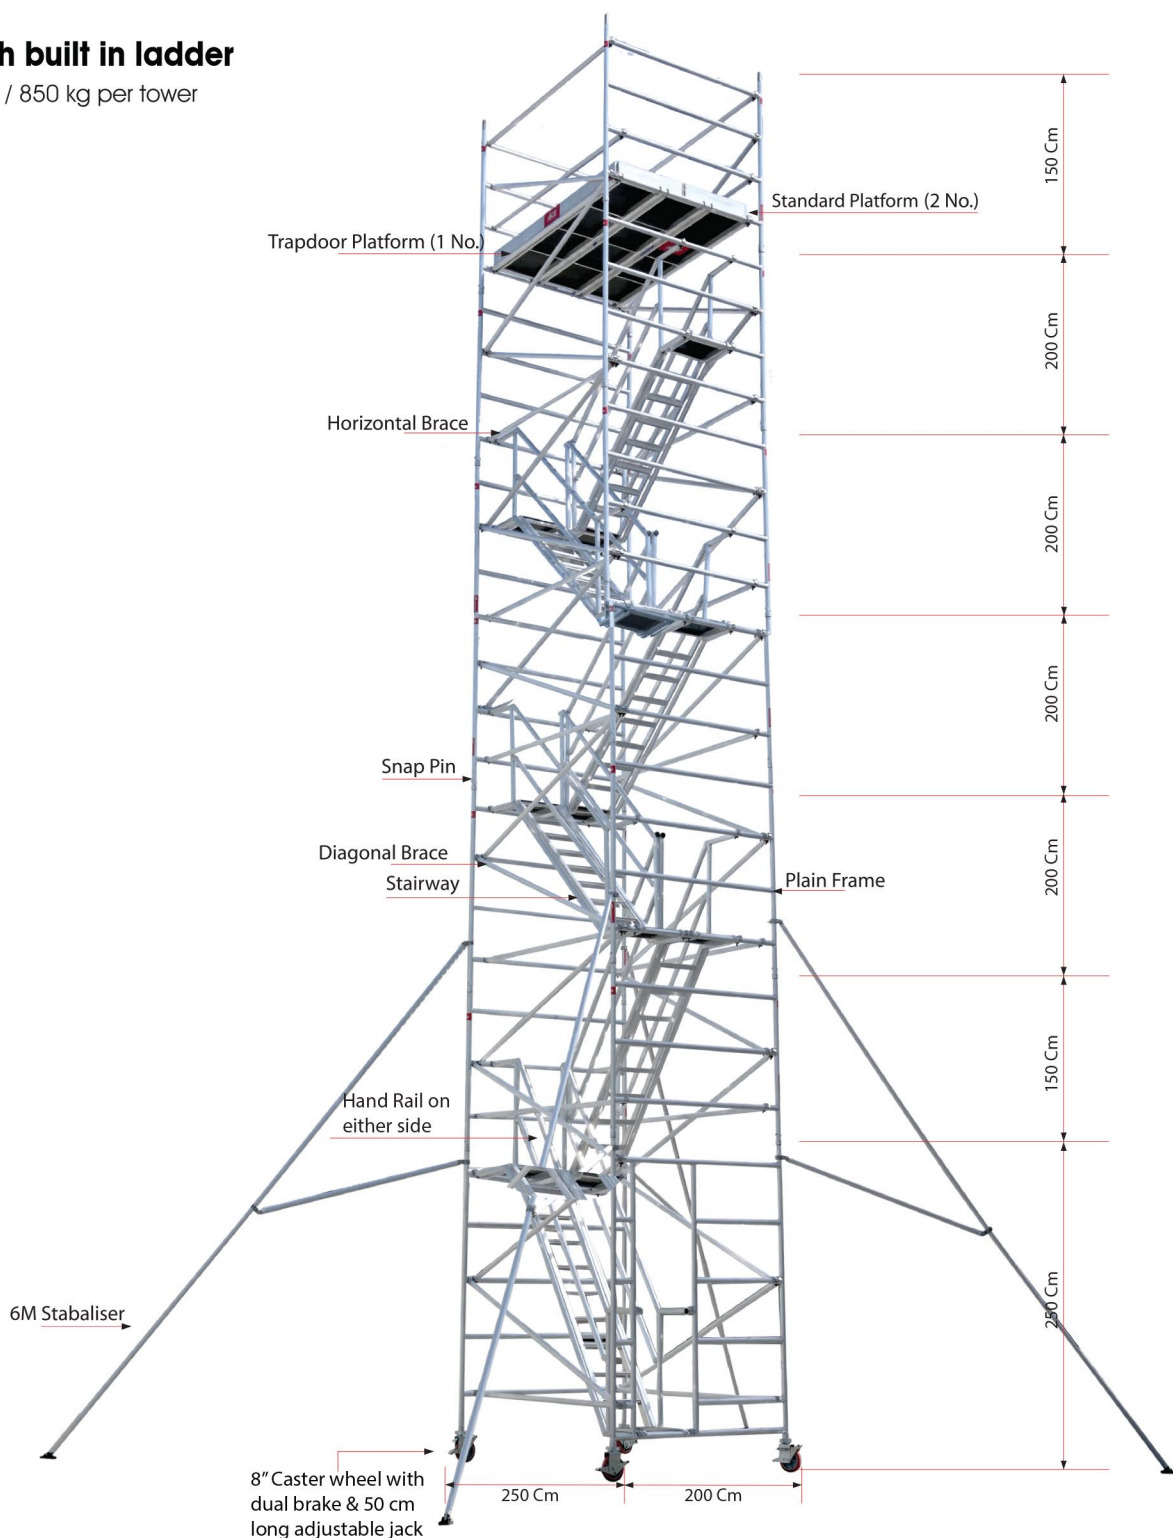 h built in ladder
/ 850 kg per tower
150 Cm
Standard Platform (2 No.)
Trapdoor Platform (1 No.)
200 Cm
Horizontal Brace
200 Cm
200 Cm
Snap Pin
Diagonal Brace
Stairway
200 Cm
Plain Frame
150 Cm
Hand Rail on
either side
250 Cm
6M Stabaliser
8” Caster wheel with
dual brake & 50 cm
long adjustable jack
250 Cm
200 Cm